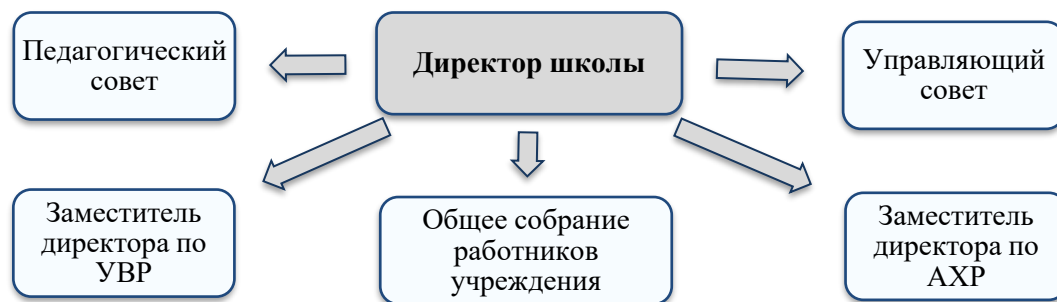 Педагогический
совет
Директор школы
Управляющий
совет
Заместитель
директора по
УВР
Общее собрание
работников
учреждения
Заместитель
директора по
АХР